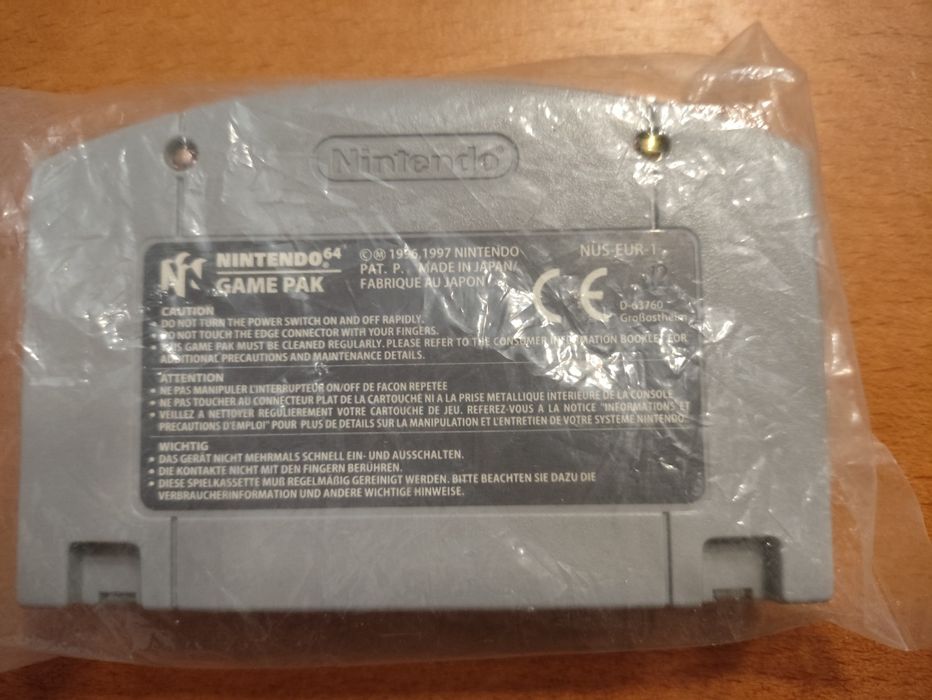 Nintendo®
NINTENDO⁶⁴
GAME PAK
©Ⓜ 1996,1997 NINTENDO
PAT. P. MADE IN JAPAN/
FABRIQUE AU JAPON
NUS-EUR-1
CE
D-63760
Großostheim
CAUTION
• DO NOT TURN THE POWER SWITCH ON AND OFF RAPIDLY.
• DO NOT TOUCH THE EDGE CONNECTOR WITH YOUR FINGERS.
• THIS GAME PAK MUST BE CLEANED REGULARLY. PLEASE REFER TO THE CONSUMER INFORMATION BOOKLET FOR
ADDITIONAL PRECAUTIONS AND MAINTENANCE DETAILS.
ATTENTION
• NE PAS MANIPULER L'INTERRUPTEUR ON/OFF DE FACON REPETEE
• NE PAS TOUCHER AU CONNECTEUR PLAT DE LA CARTOUCHE NI A LA PRISE METALLIQUE INTERIEURE DE LA CONSOLE
• VEILLEZ A NETTOYER REGULIEREMENT VOTRE CARTOUCHE DE JEU. REFEREZ-VOUS A LA NOTICE "INFORMATIONS ET
PRECAUTIONS D'EMPLOI" POUR PLUS DE DETAILS SUR LA MANIPULATION ET L'ENTRETIEN DE VOTRE SYSTEME NINTENDO.
WICHTIG
• DAS GERÄT NICHT MEHRMALS SCHNELL EIN- UND AUSSCHALTEN.
• DIE KONTAKTE NICHT MIT DEN FINGERN BERÜHREN.
• DIESE SPIELKASSETTE MUß REGELMÄßIG GEREINIGT WERDEN. BITTE BEACHTEN SIE DAZU DIE
VERBRAUCHERINFORMATION UND ANDERE WICHTIGE HINWEISE.